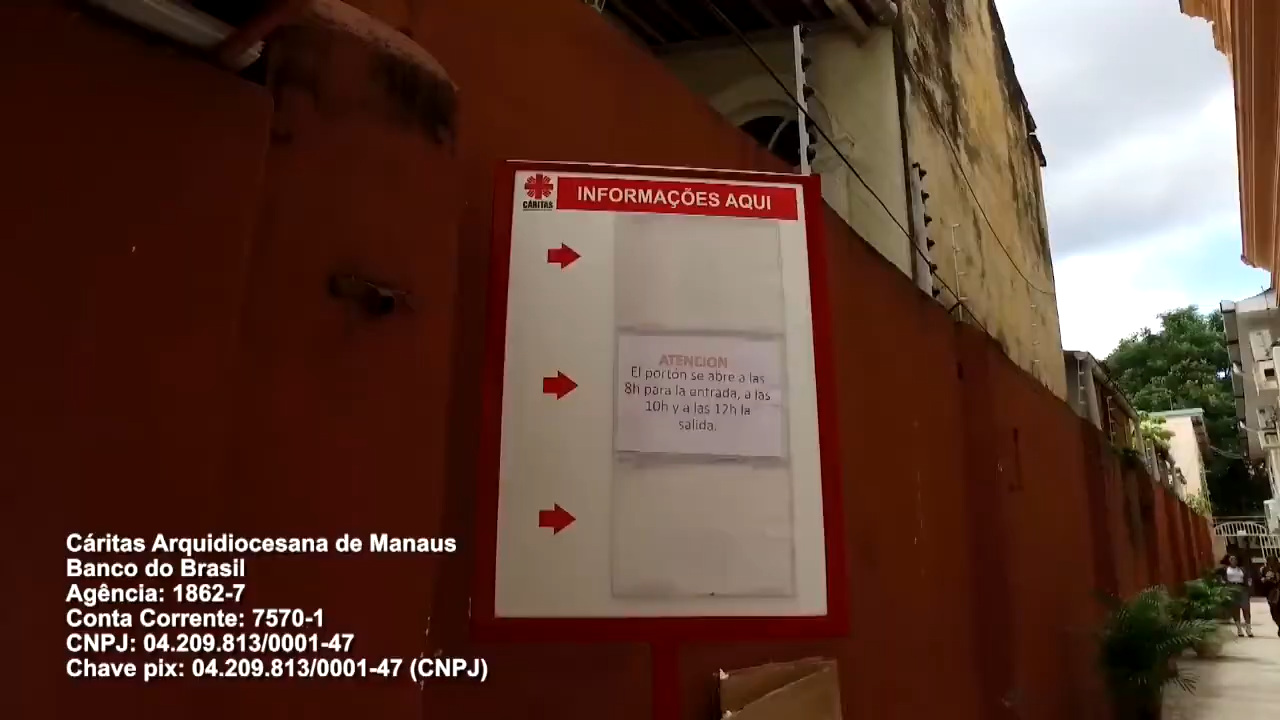 CÁRITAS
INFORMAÇÕES AQUI
ATENCION
El portón se abre a las
8h para la entrada, a las
10h y a las 12h la
salida.
Cáritas Arquidiocesana de Manaus
Banco do Brasil
Agência: 1862-7
Conta Corrente: 7570-1
CNPJ: 04.209.813/0001-47
Chave pix: 04.209.813/0001-47 (CNPJ)